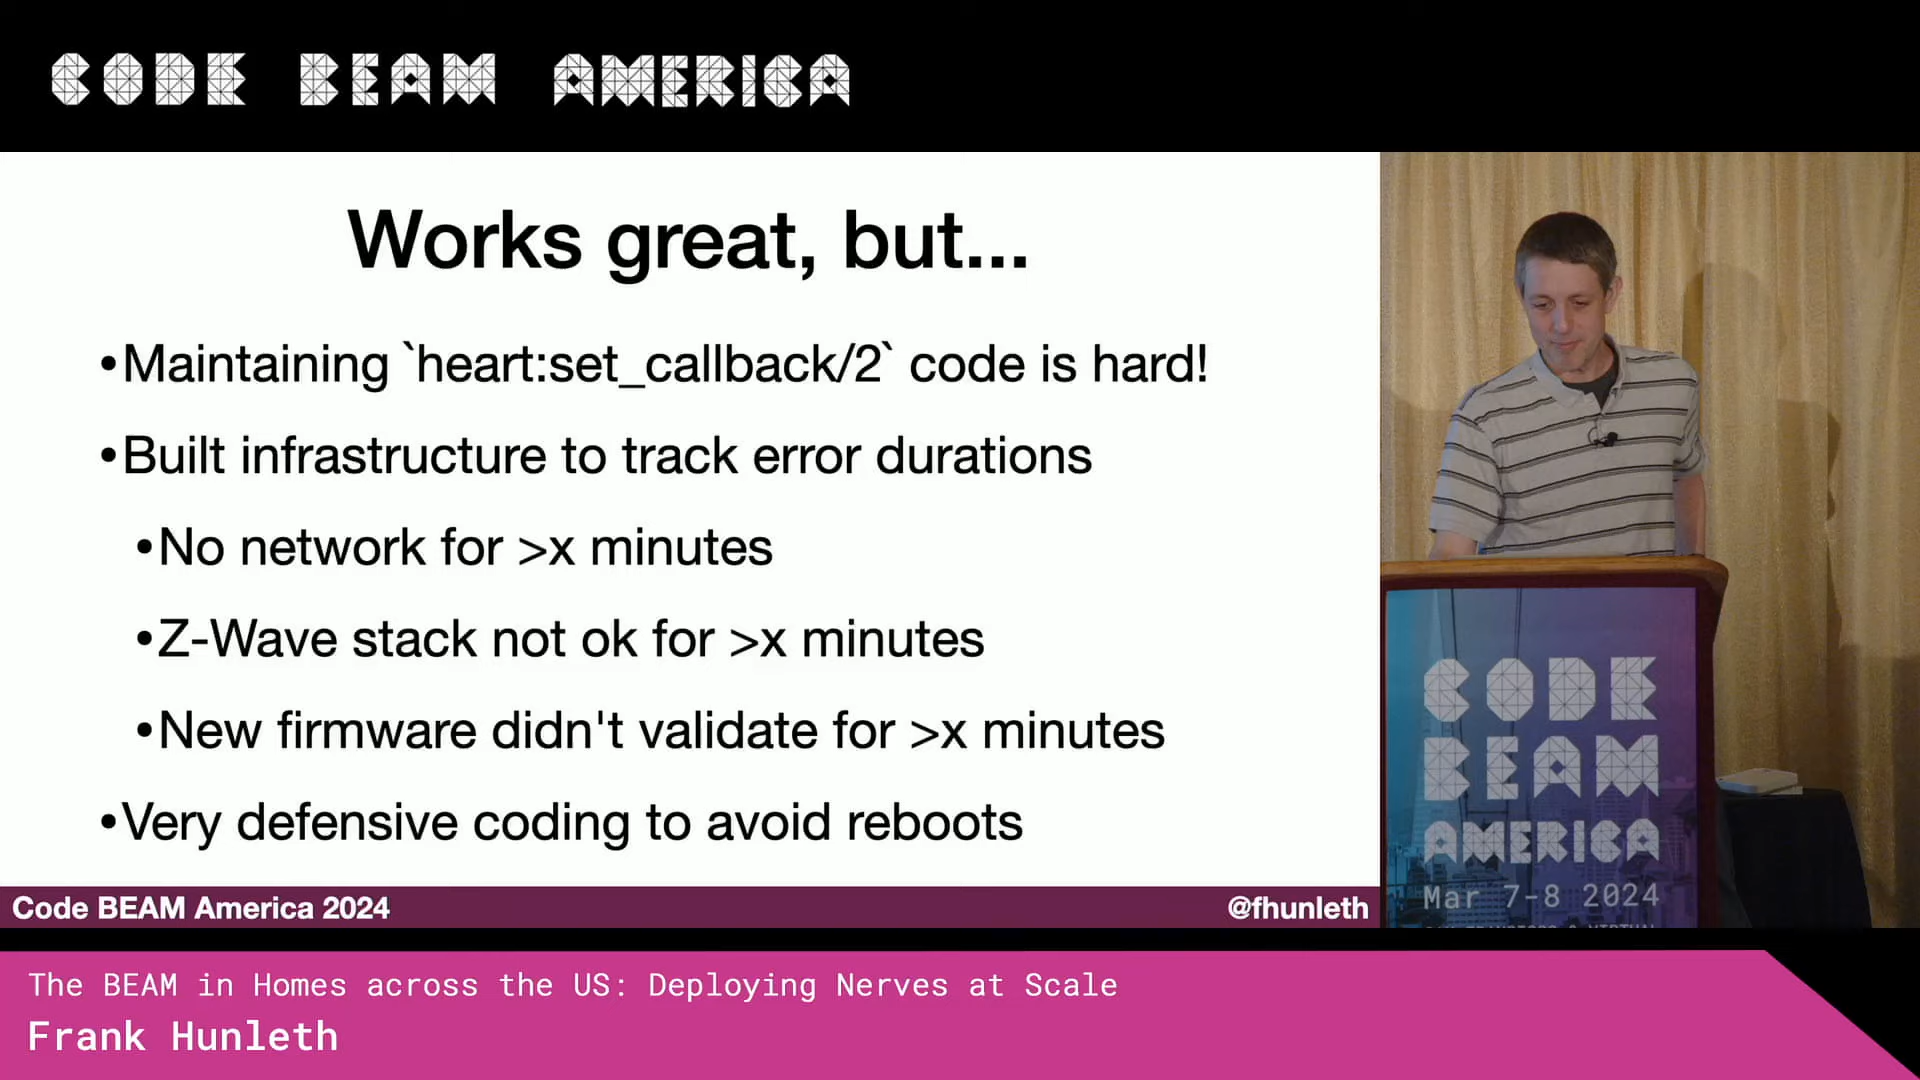 CODE BEAM AMERICA
Works great, but...
•Maintaining `heart:set_callback/2` code is hard!
•Built infrastructure to track error durations
•No network for >x minutes
•Z-Wave stack not ok for >x minutes
•New firmware didn't validate for >x minutes
•Very defensive coding to avoid reboots
Code BEAM America 2024
@fhunleth
CODE
BEAM
AMERICA
Mar 7-8 2024
The BEAM in Homes across the US: Deploying Nerves at Scale
Frank Hunleth